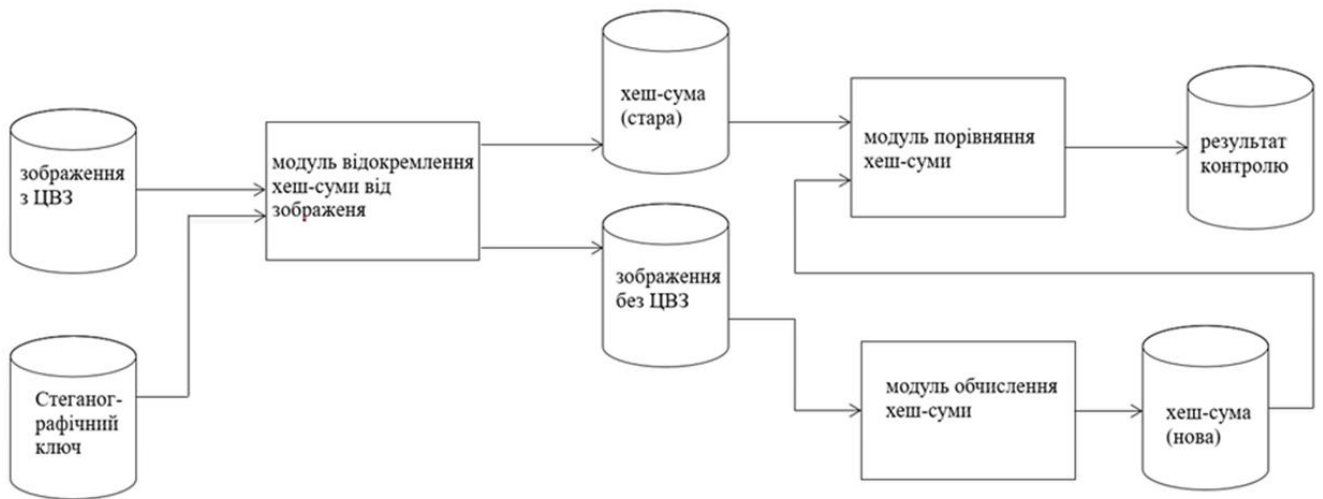 зображення
з ЦВЗ
Стеганог-
рафічний
ключ
модуль відокремлення
хеш-суми від
зображеня
хеш-сума
(стара)
зображення
без ЦВЗ
модуль порівняння
хеш-суми
результат
контролю
модуль обчислення
хеш-суми
хеш-сума
(нова)